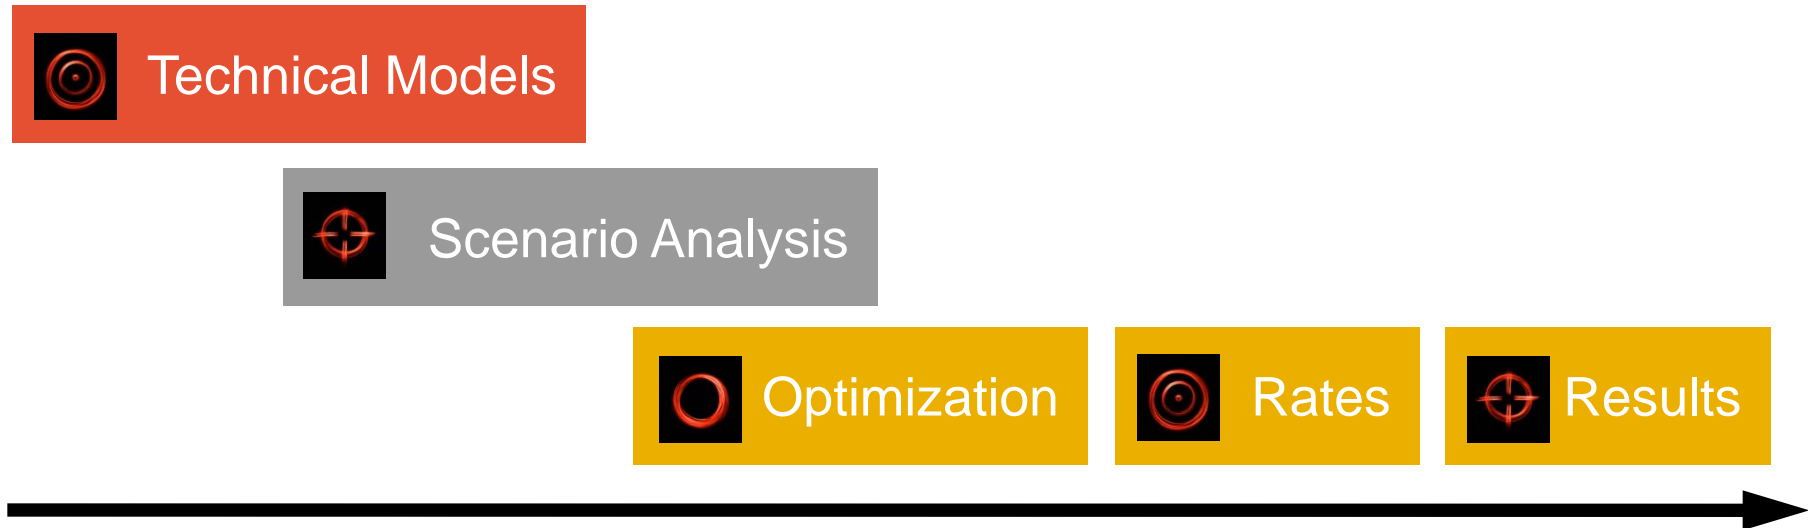 Technical Models
Scenario Analysis
Optimization
Rates
Results